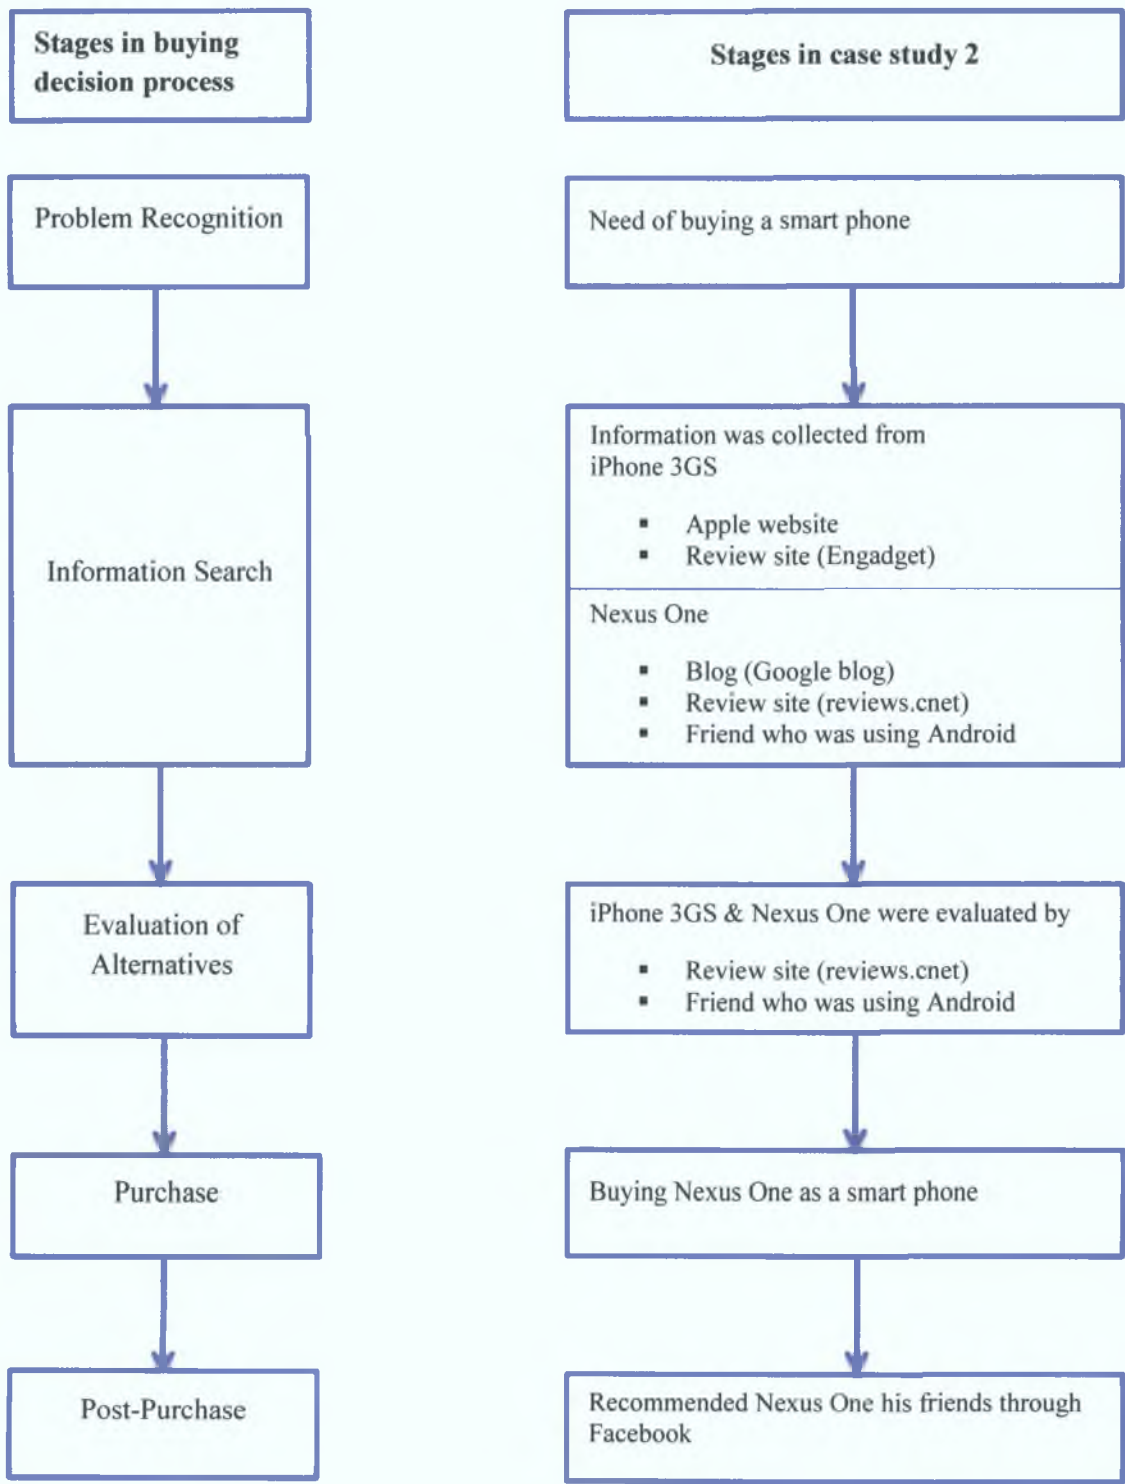 Stages in buying
decision process
Stages in case study 2
Problem Recognition
Need of buying a smart phone
Information Search
Information was collected from
iPhone 3GS
▪ Apple website
▪ Review site (Engadget)
Nexus One
▪ Blog (Google blog)
▪ Review site (reviews.cnet)
▪ Friend who was using Android
Evaluation of
Alternatives
iPhone 3GS & Nexus One were evaluated by
▪ Review site (reviews.cnet)
▪ Friend who was using Android
Purchase
Buying Nexus One as a smart phone
Post-Purchase
Recommended Nexus One his friends through
Facebook